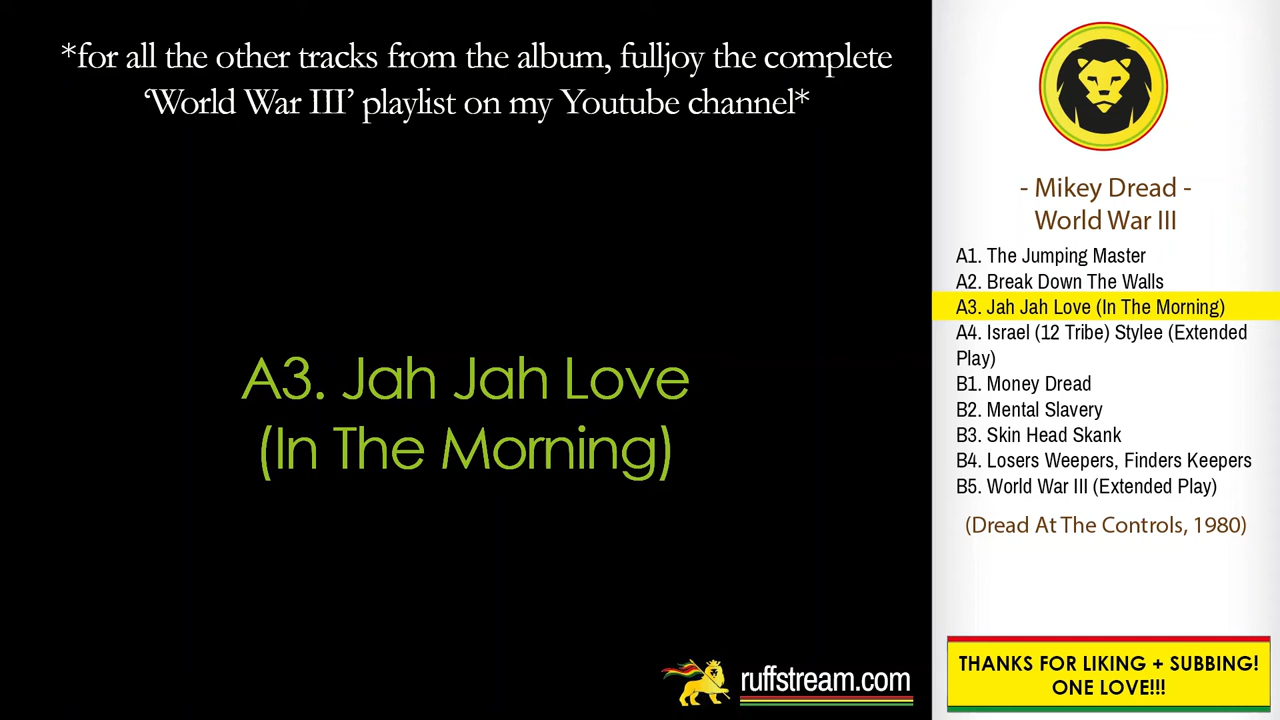 *for all the other tracks from the album, fulljoy the complete
‘World War III’ playlist on my Youtube channel*
A3. Jah Jah Love
(In The Morning)
ruffstream.com
- Mikey Dread -
World War III
A1. The Jumping Master
A2. Break Down The Walls
A3. Jah Jah Love (In The Morning)
A4. Israel (12 Tribe) Stylee (Extended
Play)
B1. Money Dread
B2. Mental Slavery
B3. Skin Head Skank
B4. Losers Weepers, Finders Keepers
B5. World War III (Extended Play)
(Dread At The Controls, 1980)
THANKS FOR LIKING + SUBBING!
ONE LOVE!!!